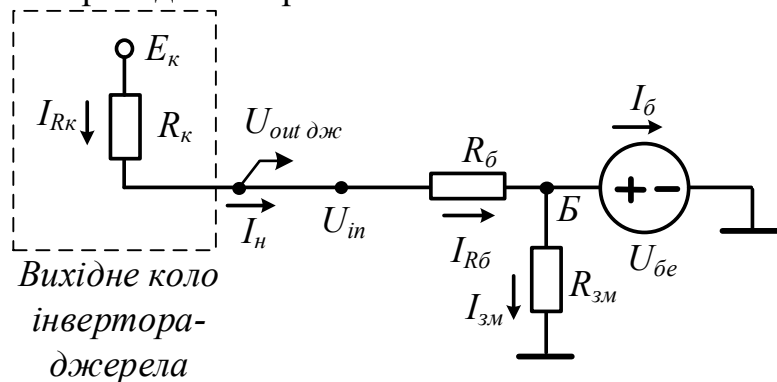 E_к
I_Rк
R_к
U_out дж
I_н
U_in
R_б
I_Rб
Б
I_б
U_бе
R_зм
I_зм
Вихідне коло
інвертора-
джерела